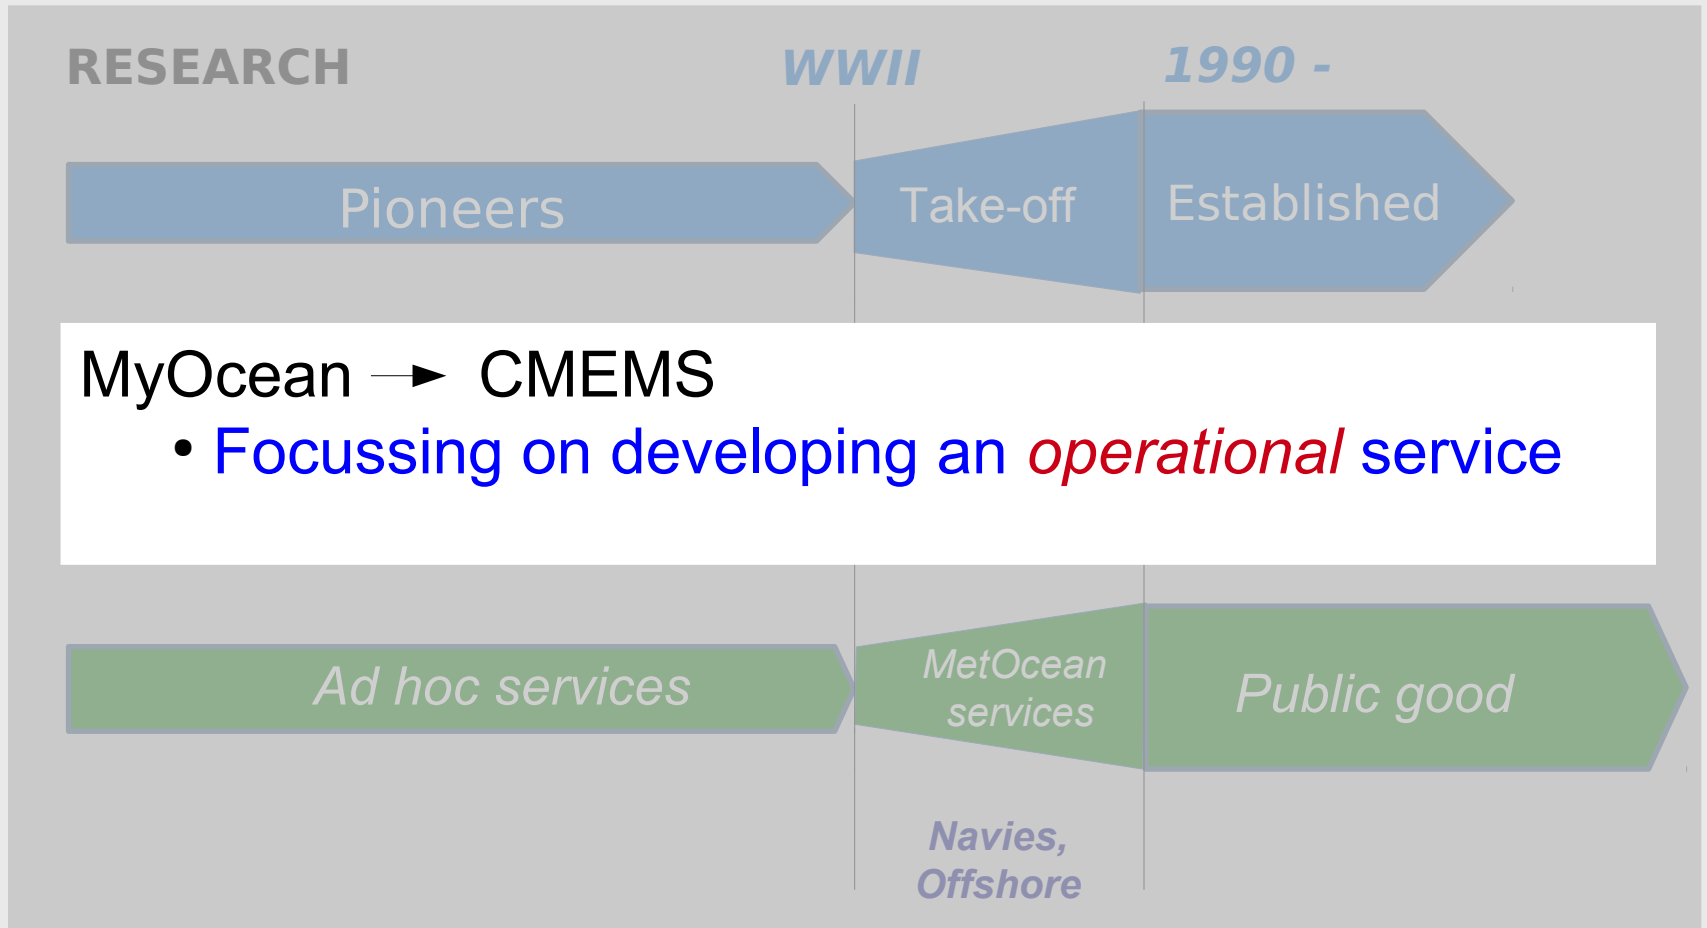 RESEARCH
WWII
1990 -
Pioneers
Take-off
Established
MyOcean → CMEMS
• Focussing on developing an operational service
Ad hoc services
MetOcean
services
Public good
Navies,
Offshore